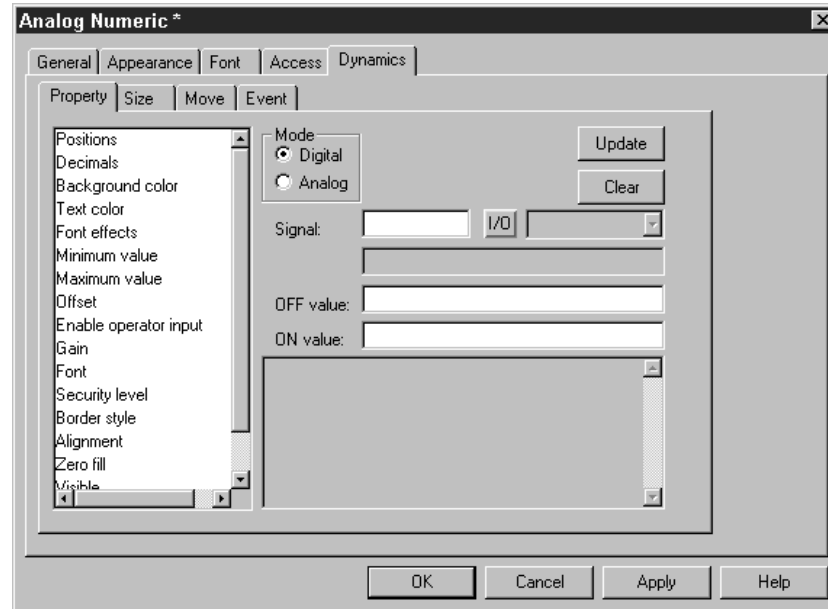 Analog Numeric *
General Appearance Font Access Dynamics
Property Size Move Event
Positions
Decimals
Background color
Text color
Font effects
Minimum value
Maximum value
Offset
Enable operator input
Gain
Font
Security level
Border style
Alignment
Zero fill
Visible
Mode
Digital
Analog
Update
Clear
Signal: I/O
OFF value:
ON value:
OK Cancel Apply Help